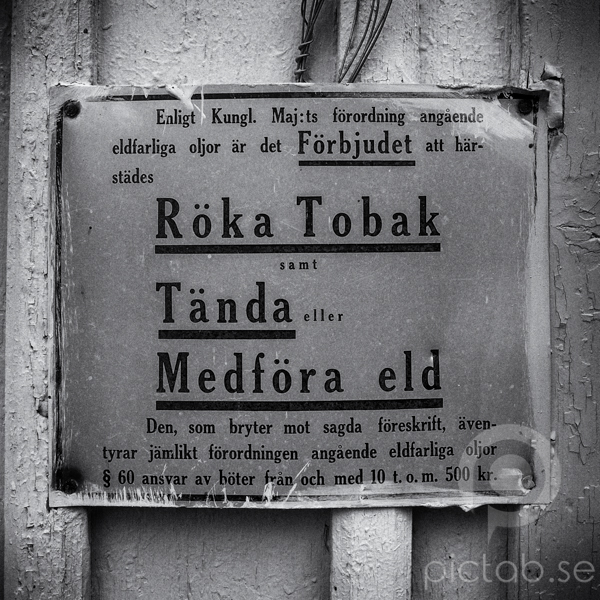 Enligt Kungl. Maj:ts förordning angående
eldfarliga oljor är det Förbjudet att här-
städes
Röka Tobak
samt
Tända eller
Medföra eld
Den, som bryter mot sagda föreskrift, även-
tyrar jämlikt förordningen angående eldfarliga oljor
§ 60 ansvar av böter från och med 10 t. o. m. 500 kr.
pictab.se